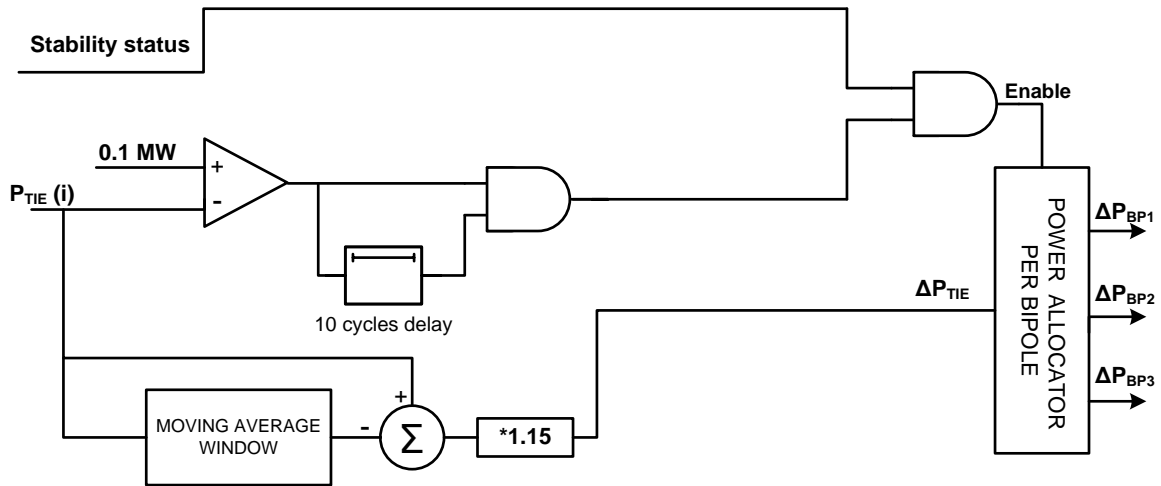 Stability status
Enable
0.1 MW
+
P_TIE (i)
-
10 cycles delay
ΔP_TIE
POWER ALLOCATOR
PER BIPOLE
ΔP_BP1
ΔP_BP2
ΔP_BP3
MOVING AVERAGE
WINDOW
+
-
Σ
*1.15